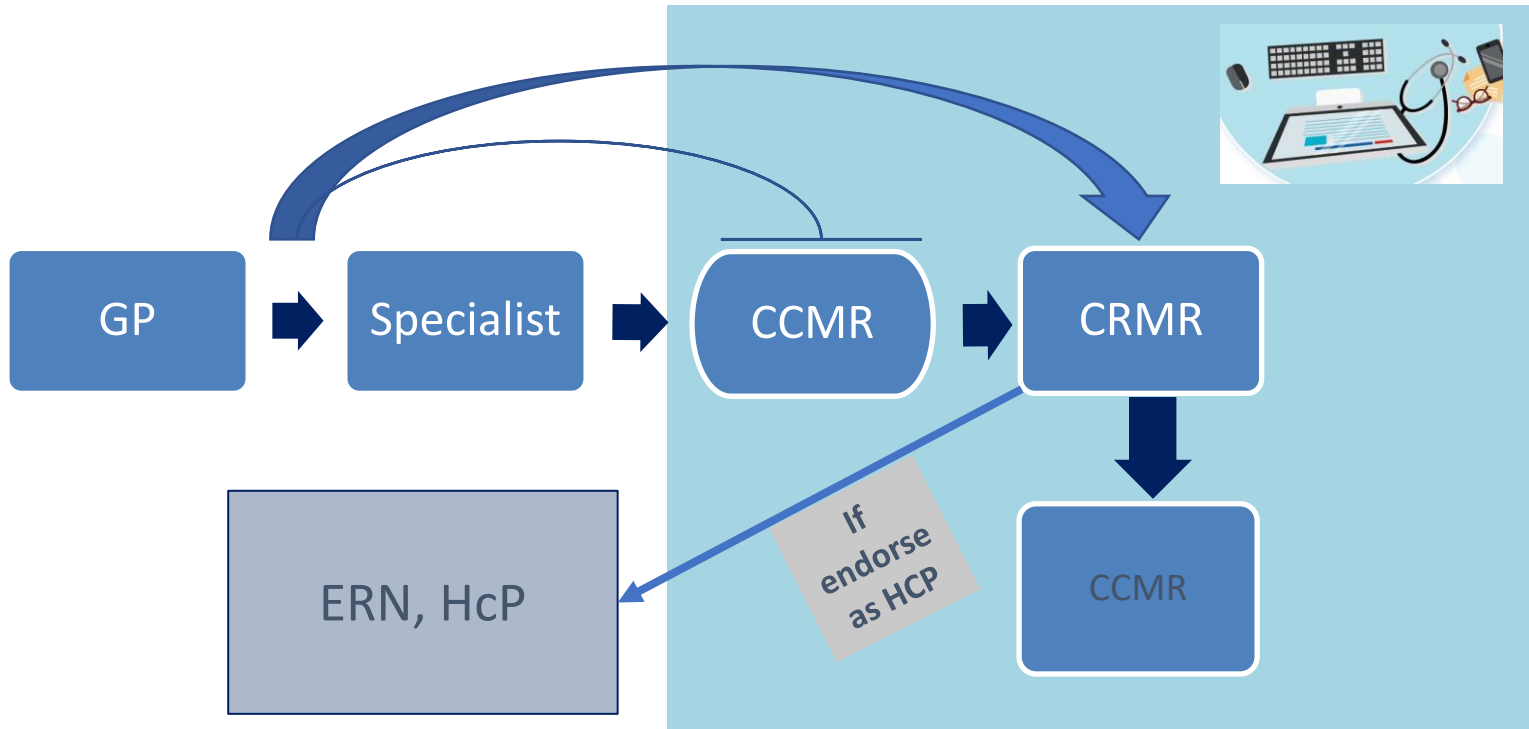 GP
Specialist
CCMR
CRMR
ERN, HcP
If
endorse
as HCP
CCMR